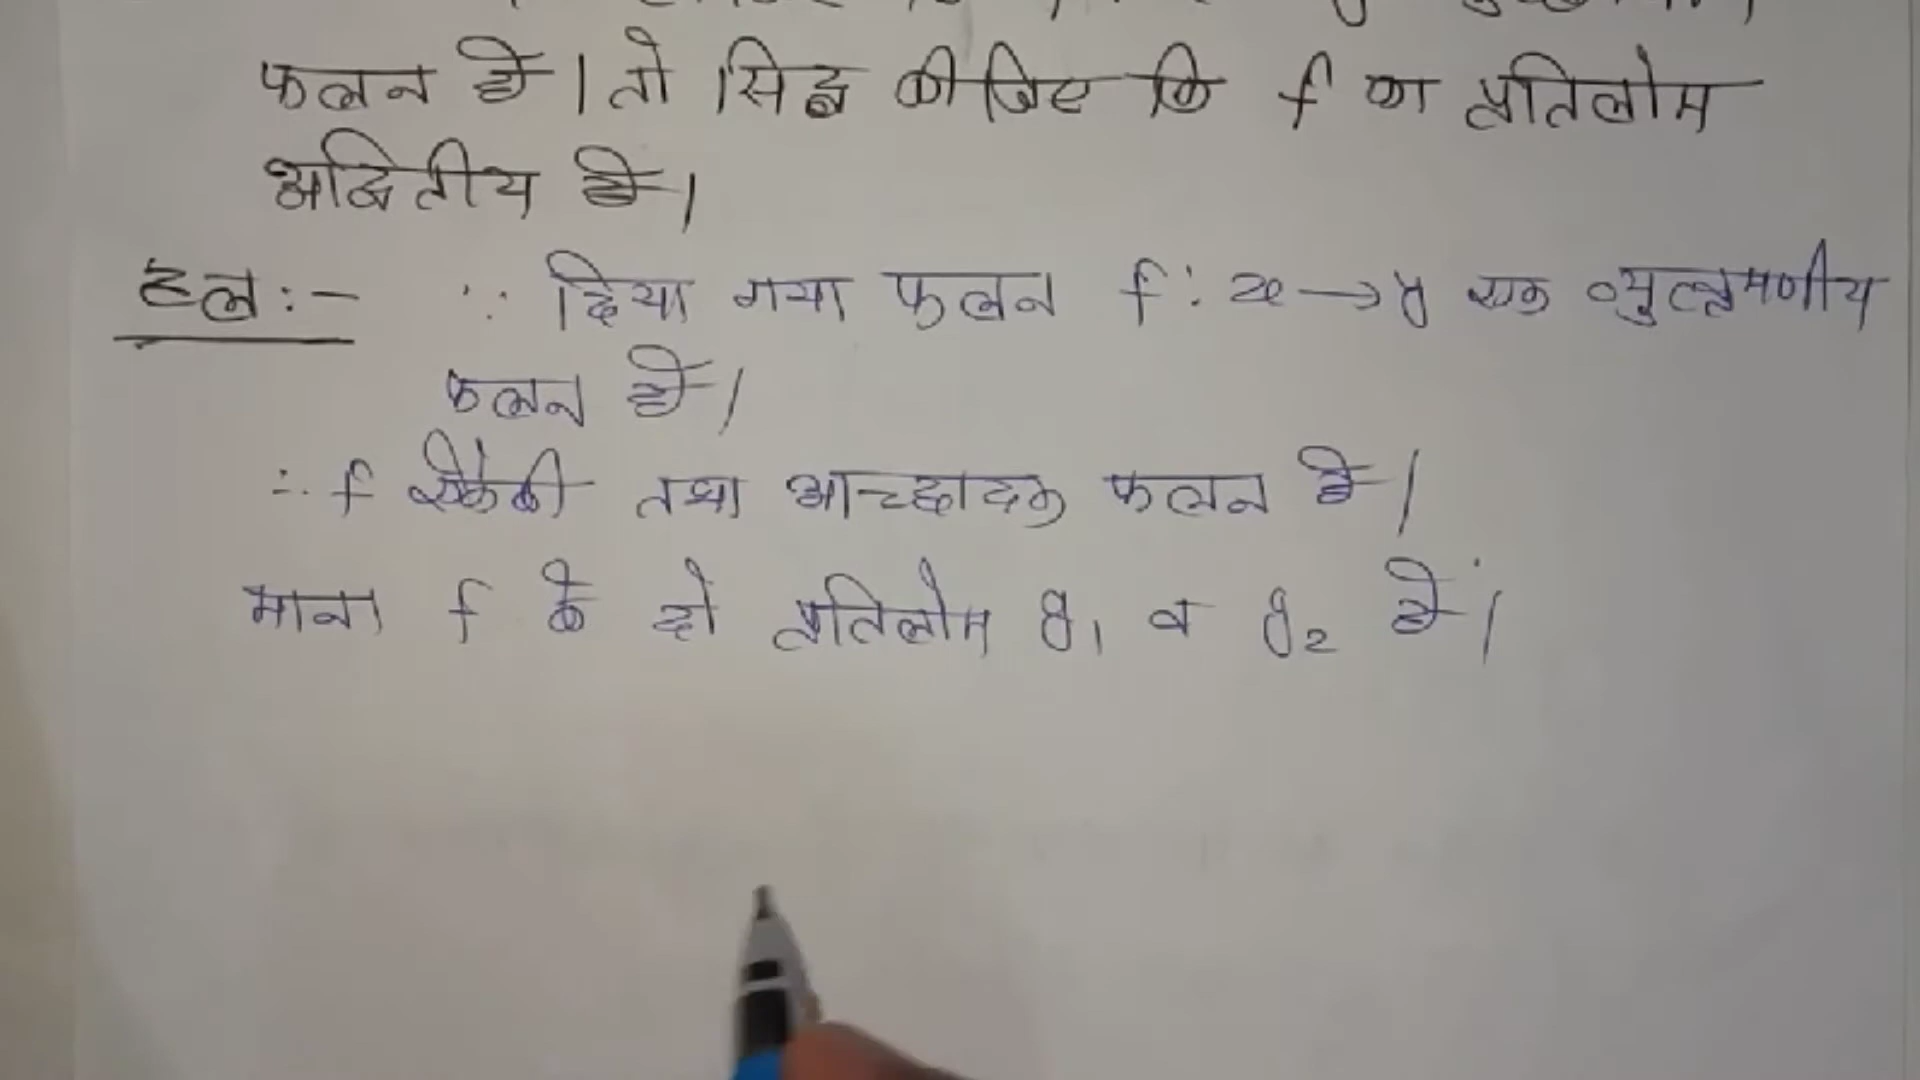 फलन है। तो सिद्ध कीजिए कि f का प्रतिलोम
अद्वितीय है।
हल :- ∵ दिया गया फलन f : x → y एक व्युत्क्रमणीय
फलन है।
∴ f एकैकी तथा आच्छादक फलन है।
माना f के दो प्रतिलोम g₁ व g₂ हैं।